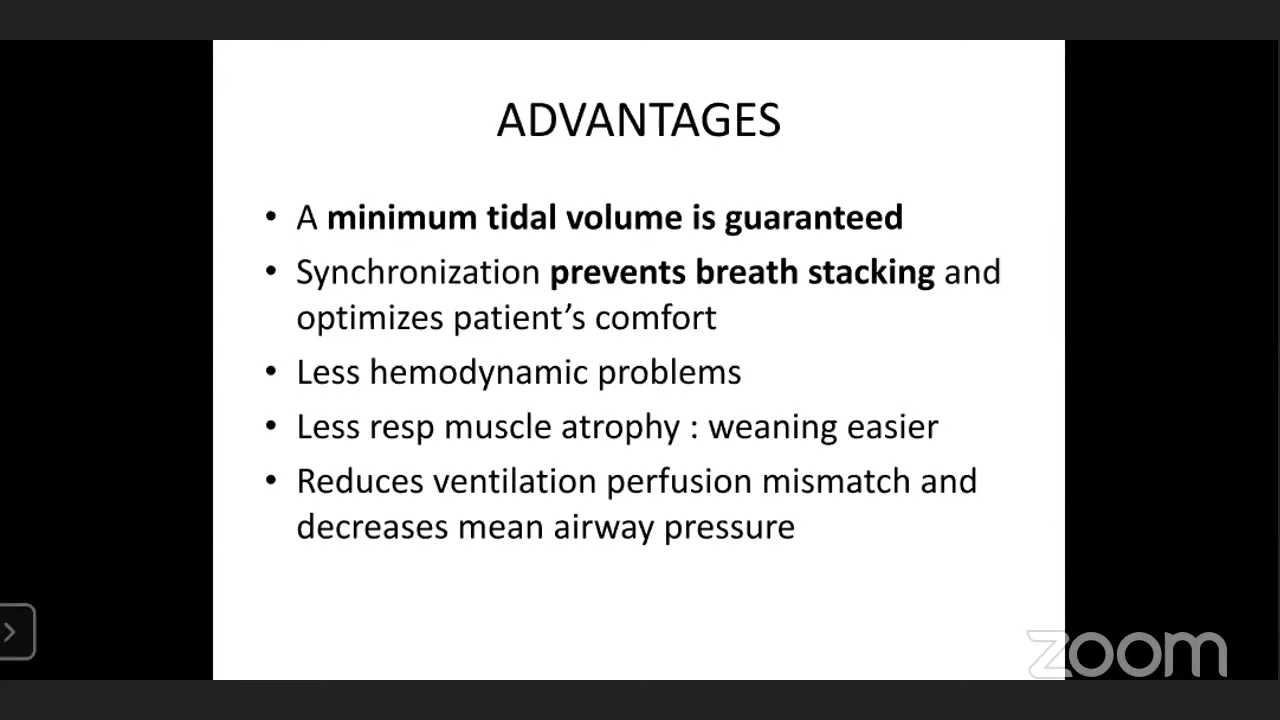 ADVANTAGES
• A minimum tidal volume is guaranteed
• Synchronization prevents breath stacking and
optimizes patient’s comfort
• Less hemodynamic problems
• Less resp muscle atrophy : weaning easier
• Reduces ventilation perfusion mismatch and
decreases mean airway pressure
zoom